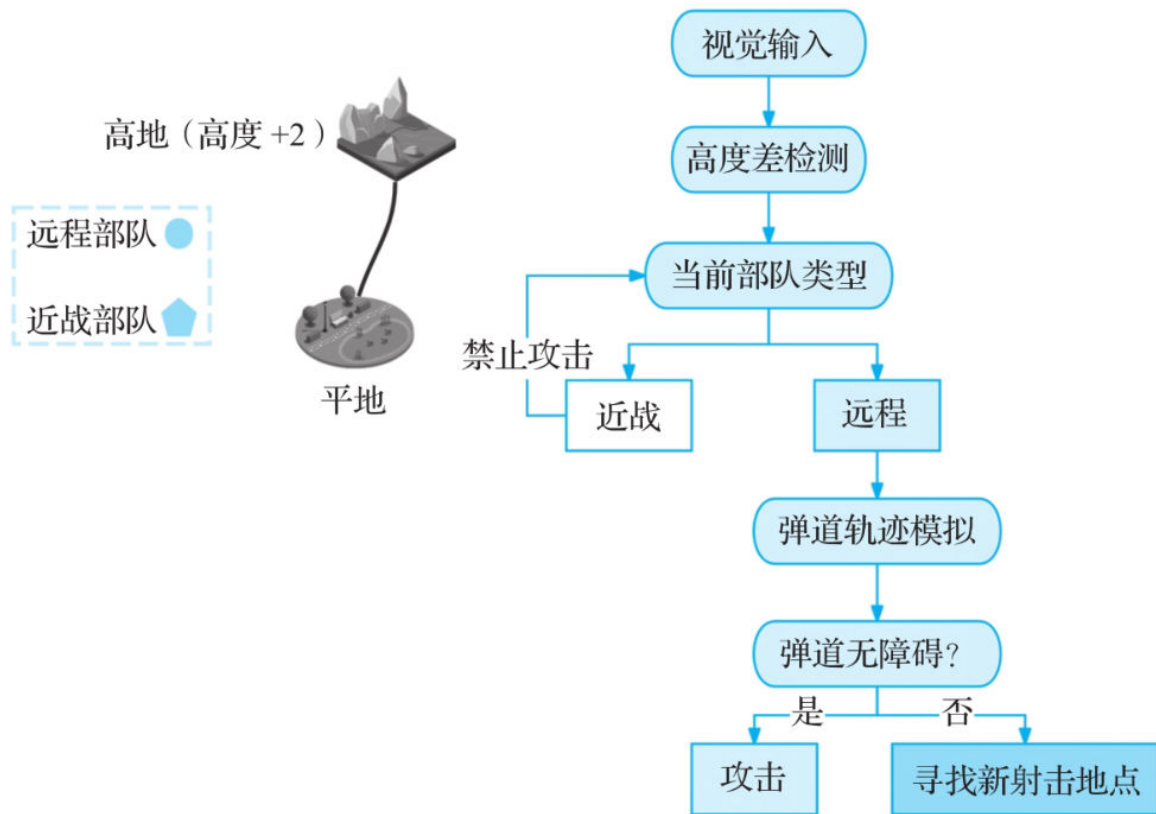 高地（高度 +2）
远程部队
近战部队
平地
视觉输入
高度差检测
当前部队类型
禁止攻击
近战
远程
弹道轨迹模拟
弹道无障碍？
是
否
攻击
寻找新射击地点